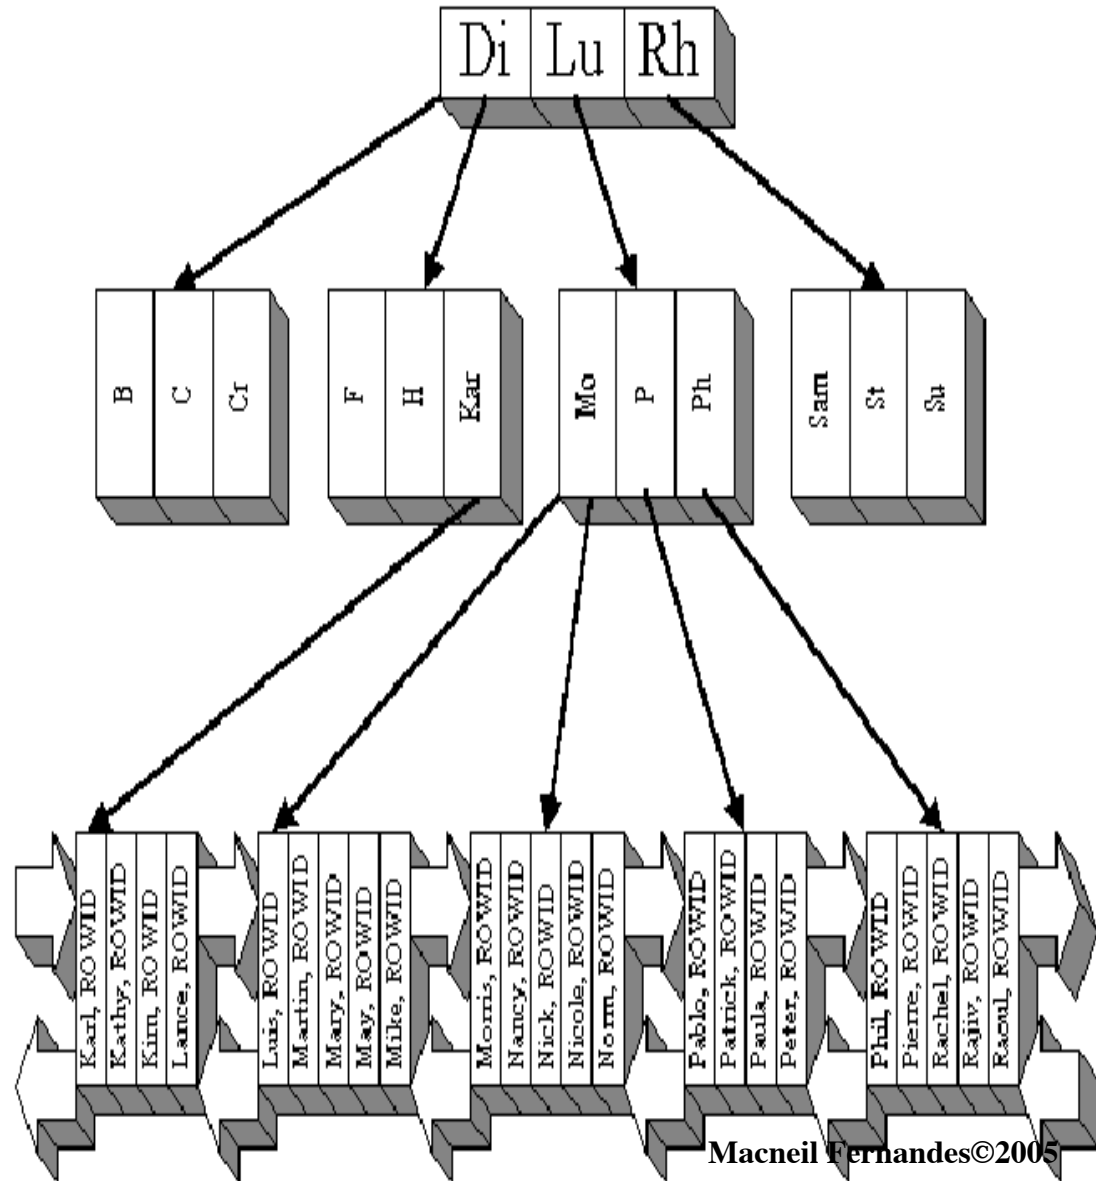 Di Lu Rh
B
C
Cr
F
H
Kar
Mo
P
Ph
Sam
St
Su
Karl, ROWID
Kathy, ROWID
Kim, ROWID
Lance, ROWID
Luis, ROWID
Martin, ROWID
Mary, ROWID
May, ROWID
Mike, ROWID
Morris, ROWID
Nancy, ROWID
Nick, ROWID
Nicole, ROWID
Norm, ROWID
Pablo, ROWID
Patrick, ROWID
Paula, ROWID
Peter, ROWID
Phil, ROWID
Pierre, ROWID
Rachel, ROWID
Rajiv, ROWID
Raoul, ROWID
Macneil Fernandes©2005